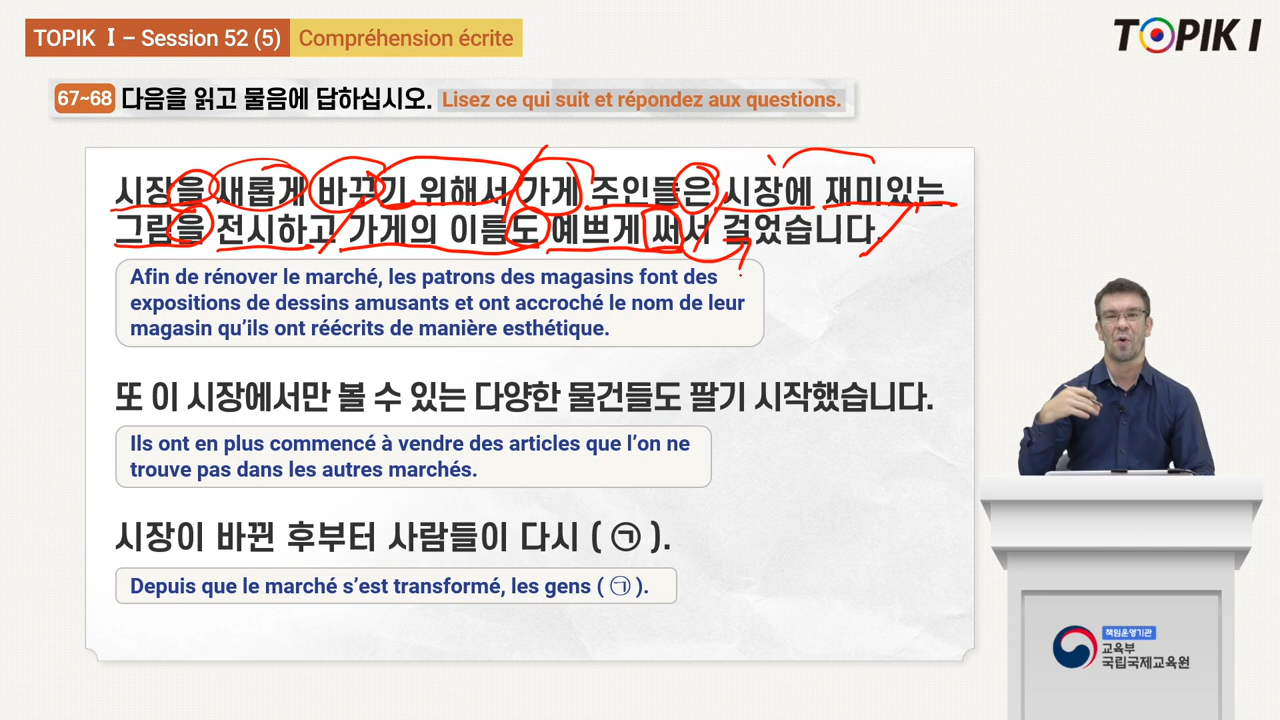 TOPIK Ⅰ – Session 52 (5) Compréhension écrite
TOPIK I
67~68 다음을 읽고 물음에 답하십시오. Lisez ce qui suit et répondez aux questions.
시장을 새롭게 바꾸기 위해서 가게 주인들은 시장에 재미있는
그림을 전시하고 가게의 이름도 예쁘게 써서 걸었습니다.
Afin de rénover le marché, les patrons des magasins font des
expositions de dessins amusants et ont accroché le nom de leur
magasin qu’ils ont réécrits de manière esthétique.
또 이 시장에서만 볼 수 있는 다양한 물건들도 팔기 시작했습니다.
Ils ont en plus commencé à vendre des articles que l’on ne
trouve pas dans les autres marchés.
시장이 바뀐 후부터 사람들이 다시 ( ㉠ ).
Depuis que le marché s’est transformé, les gens ( ㉠ ).
책임운영기관
교육부
국립국제교육원